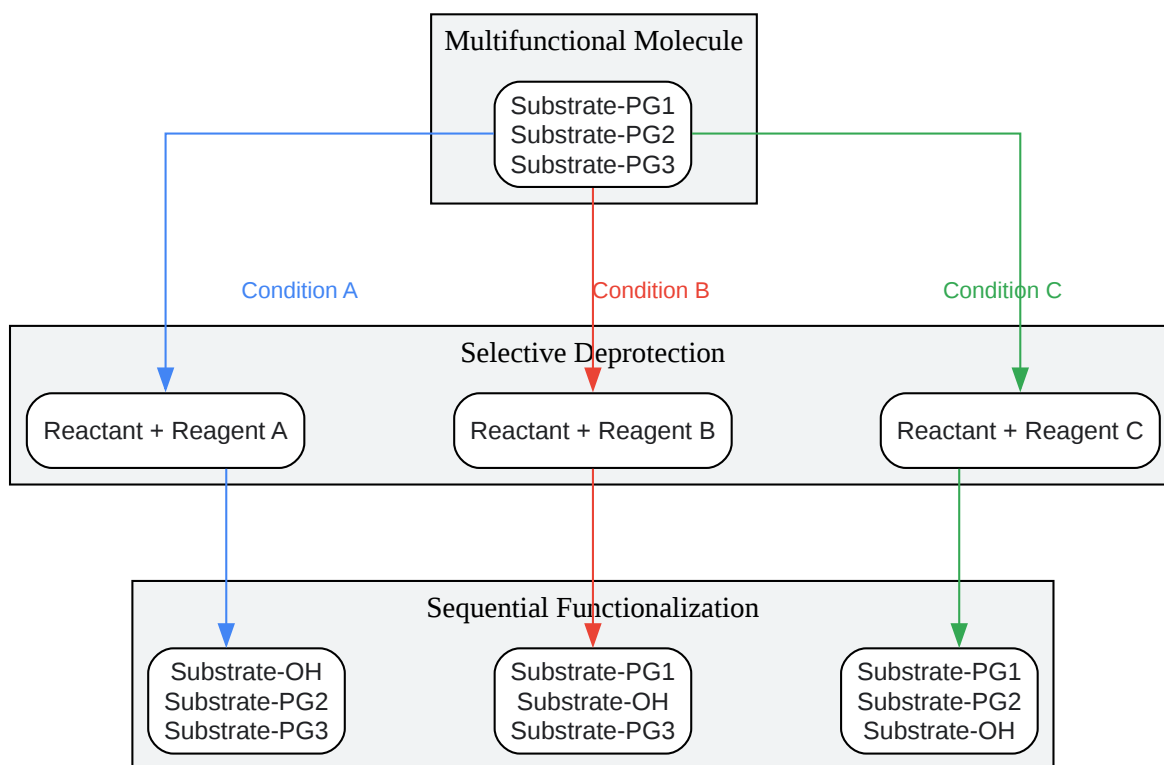 Multifunctional Molecule
Substrate-PG1
Substrate-PG2
Substrate-PG3
Condition A
Condition B
Condition C
Selective Deprotection
Reactant + Reagent A
Reactant + Reagent B
Reactant + Reagent C
Sequential Functionalization
Substrate-OH
Substrate-PG2
Substrate-PG3
Substrate-PG1
Substrate-OH
Substrate-PG3
Substrate-PG1
Substrate-PG2
Substrate-OH